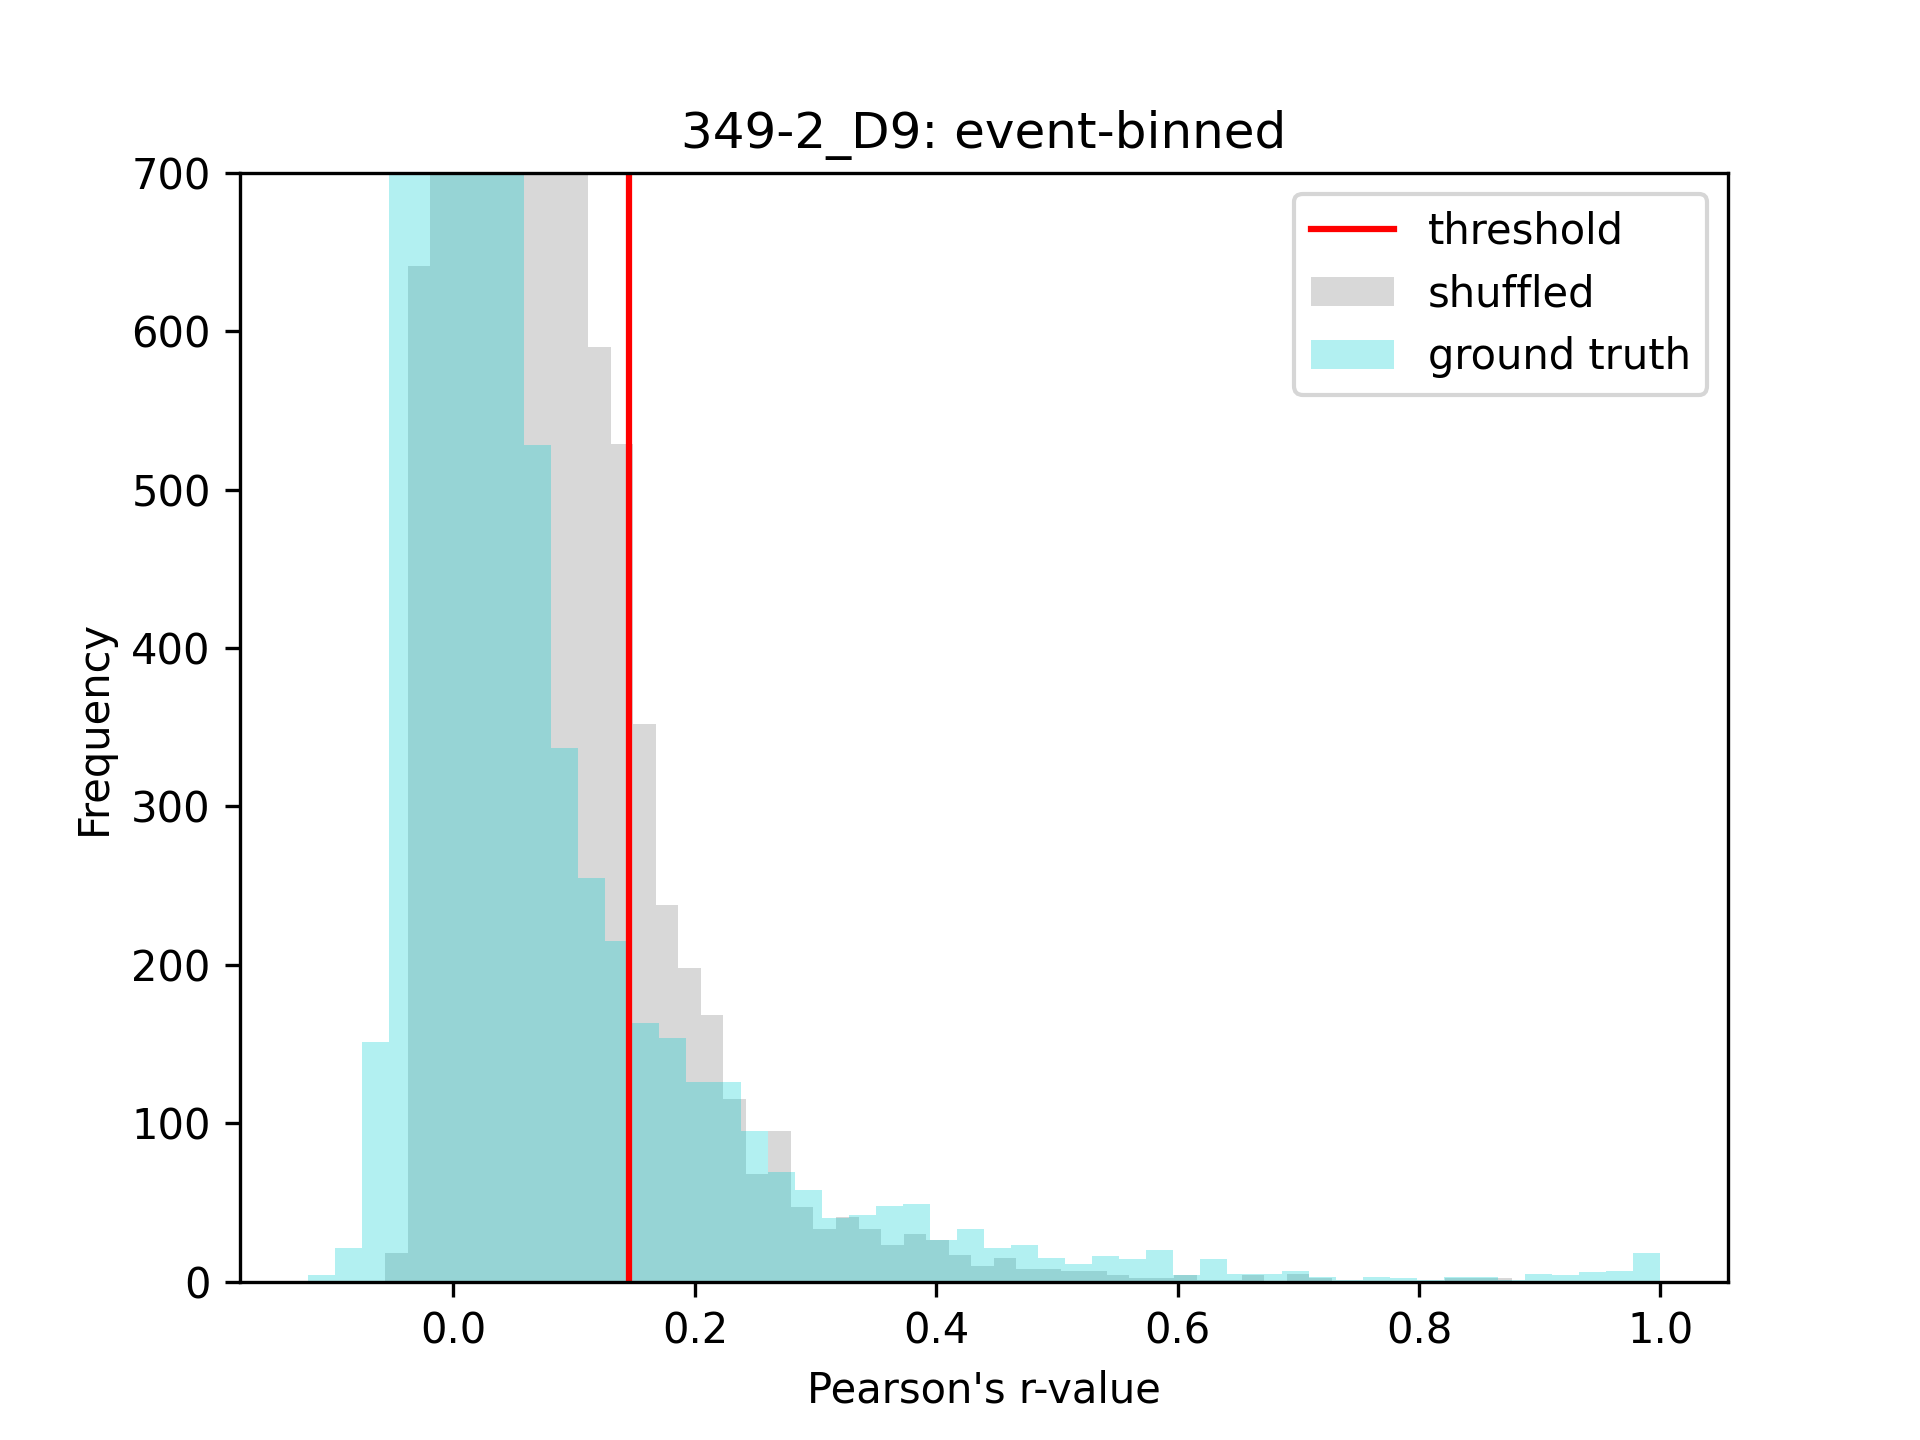 349-2_D9: event-binned
700
600
500
400
300
200
100
0
Frequency
threshold
shuffled
ground truth
0.0 0.2 0.4 0.6 0.8 1.0
Pearson's r-value